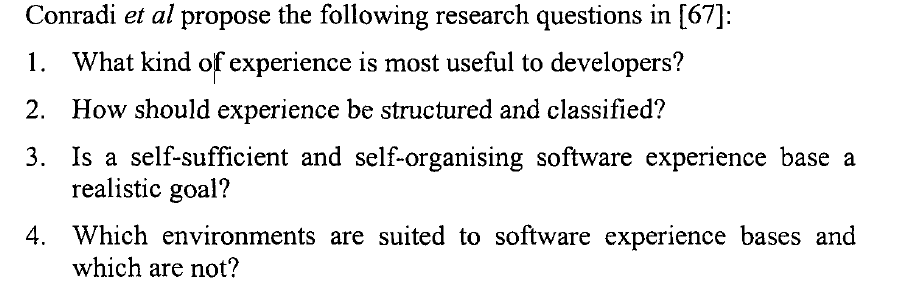 Conradi et al propose the following research questions in [67]:
1. What kind of experience is most useful to developers?
2. How should experience be structured and classified?
3. Is a self-sufficient and self-organising software experience base a
realistic goal?
4. Which environments are suited to software experience bases and
which are not?